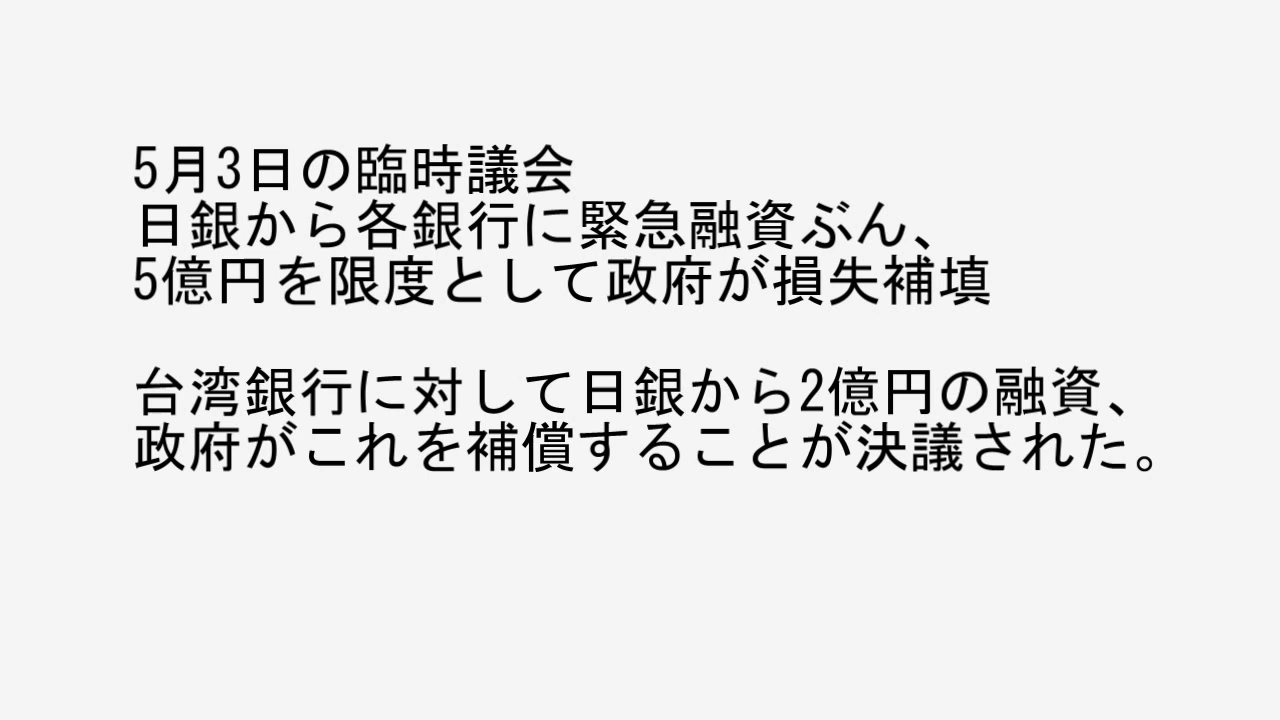 5月3日の臨時議会
日銀から各銀行に緊急融資ぶん、
5億円を限度として政府が損失補填
台湾銀行に対して日銀から2億円の融資、
政府がこれを補償することが決議された。